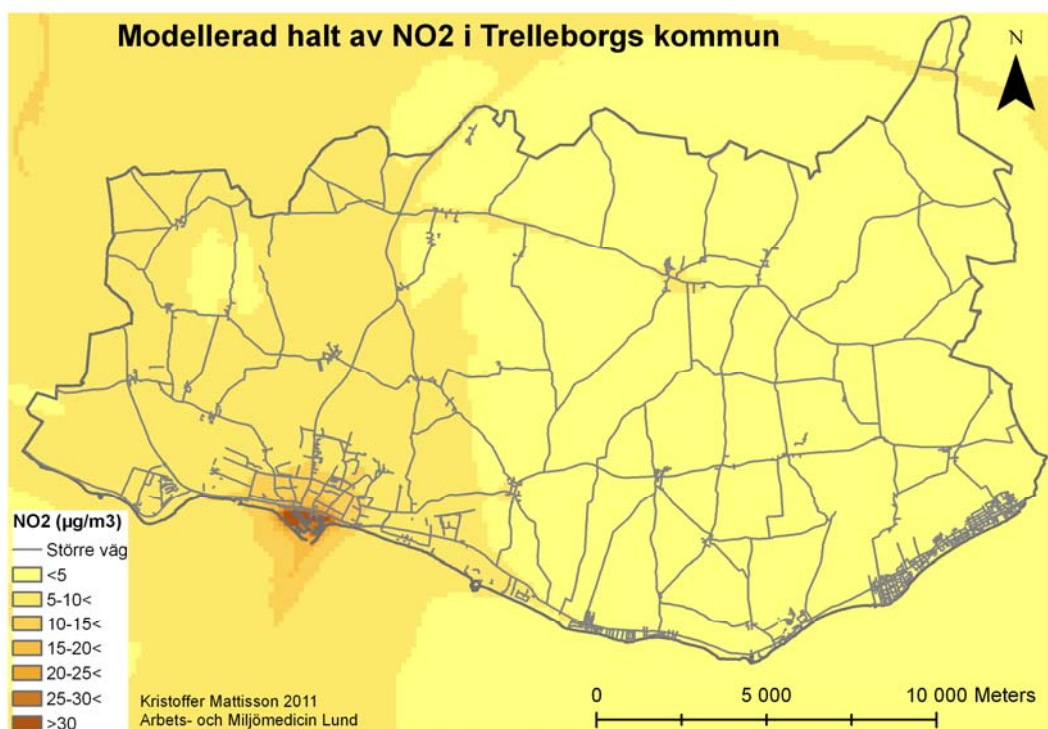 Modellerad halt av NO2 i Trelleborgs kommun
N
NO2 (µg/m3)
Större väg
<5
5-10<
10-15<
15-20<
20-25<
25-30<
>30
Kristoffer Mattisson 2011
Arbets- och Miljömedicin Lund
0 5 000 10 000 Meters